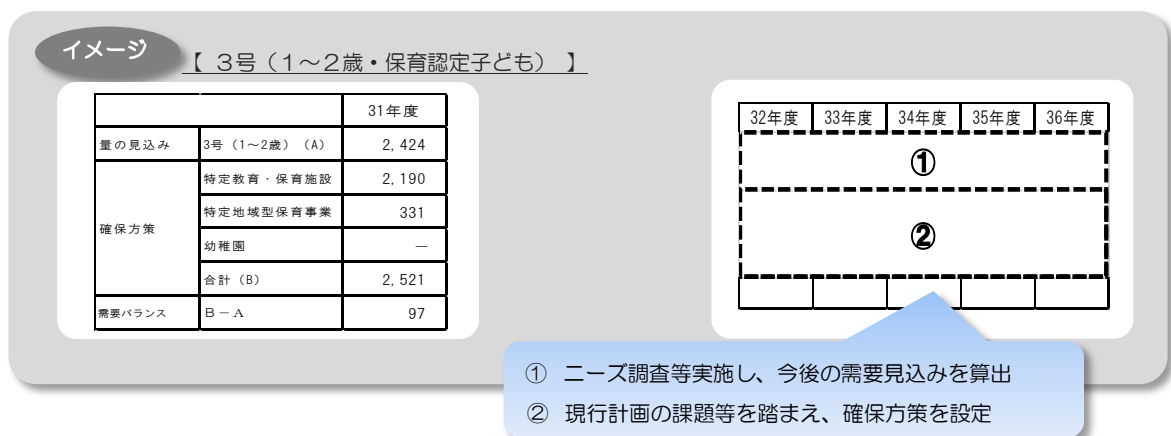 イメージ
【 3号（1～2歳・保育認定子ども） 】
31年度
量の見込み 3号（1～2歳）（A） 2,424
確保方策
特定教育・保育施設 2,190
特定地域型保育事業 331
幼稚園 ―
合計（B） 2,521
需要バランス B－A 97
32年度 33年度 34年度 35年度 36年度
①
②
① ニーズ調査等実施し、今後の需要見込みを算出
② 現行計画の課題等を踏まえ、確保方策を設定